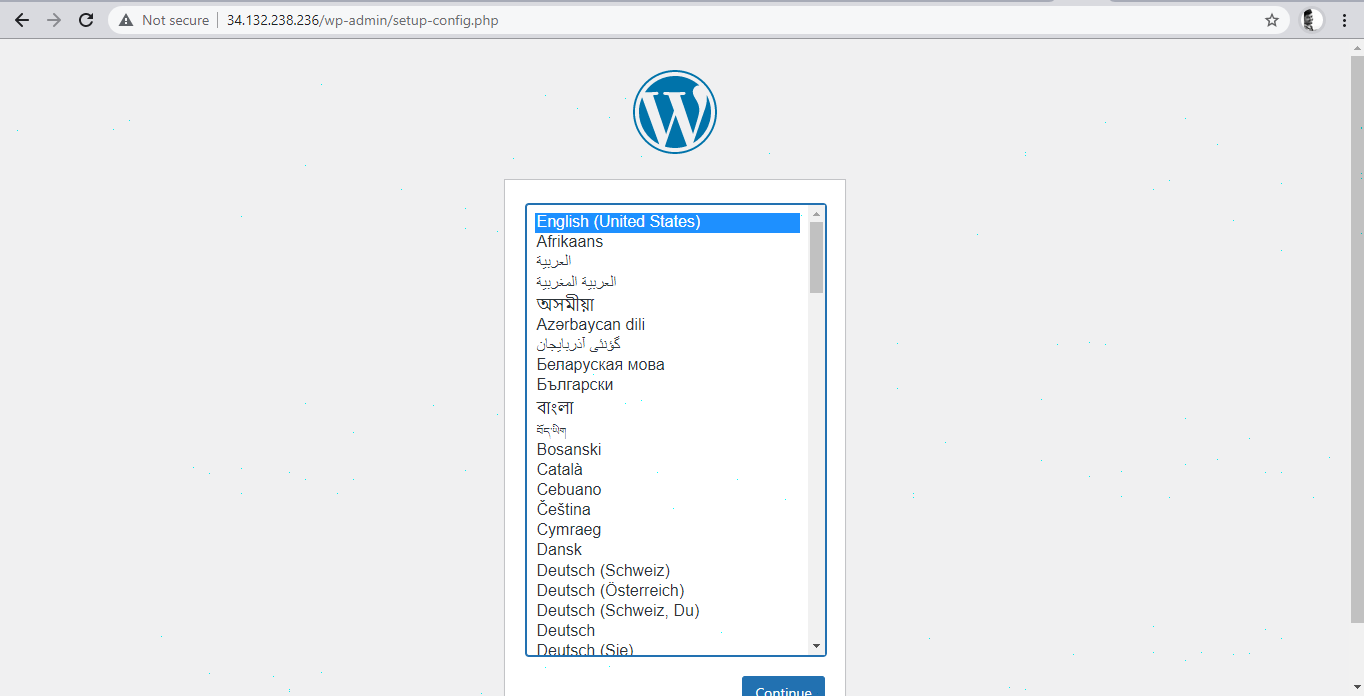 Not secure
34.132.238.236/wp-admin/setup-config.php
W
English (United States)
Afrikaans
العربية
العربية المغربية
অসমীয়া
Azərbaycan dili
گؤنئی آذربایجان
Беларуская мова
Български
বাংলা
བོད་ཡིག
Bosanski
Català
Cebuano
Čeština
Cymraeg
Dansk
Deutsch (Schweiz)
Deutsch (Österreich)
Deutsch (Schweiz, Du)
Deutsch
Deutsch (Sie)
Continue